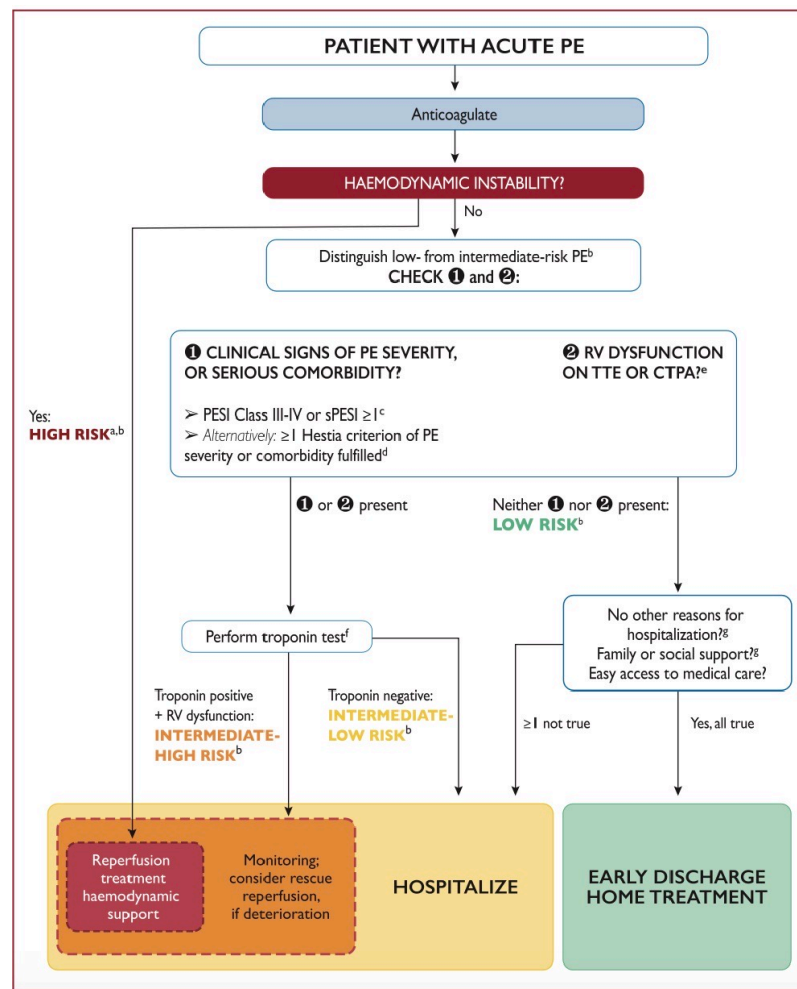 PATIENT WITH ACUTE PE
Anticoagulate
HAEMODYNAMIC INSTABILITY?
No
Distinguish low- from intermediate-risk PEᵇ
CHECK ❶ and ❷:
❶ CLINICAL SIGNS OF PE SEVERITY,
OR SERIOUS COMORBIDITY?
➢ PESI Class III-IV or sPESI ≥1ᶜ
➢ Alternatively: ≥1 Hestia criterion of PE
severity or comorbidity fulfilledᵈ
❷ RV DYSFUNCTION
ON TTE OR CTPA?ᵉ
Yes:
HIGH RISKᵃ,ᵇ
❶ or ❷ present
Neither ❶ nor ❷ present:
LOW RISKᵇ
Perform troponin testᶠ
No other reasons for
hospitalization?ᵍ
Family or social support?ᵍ
Easy access to medical care?
Troponin positive
+ RV dysfunction:
INTERMEDIATE-
HIGH RISKᵇ
Troponin negative:
INTERMEDIATE-
LOW RISKᵇ
≥1 not true
Yes, all true
Reperfusion
treatment
haemodynamic
support
Monitoring;
consider rescue
reperfusion,
if deterioration
HOSPITALIZE
EARLY DISCHARGE
HOME TREATMENT